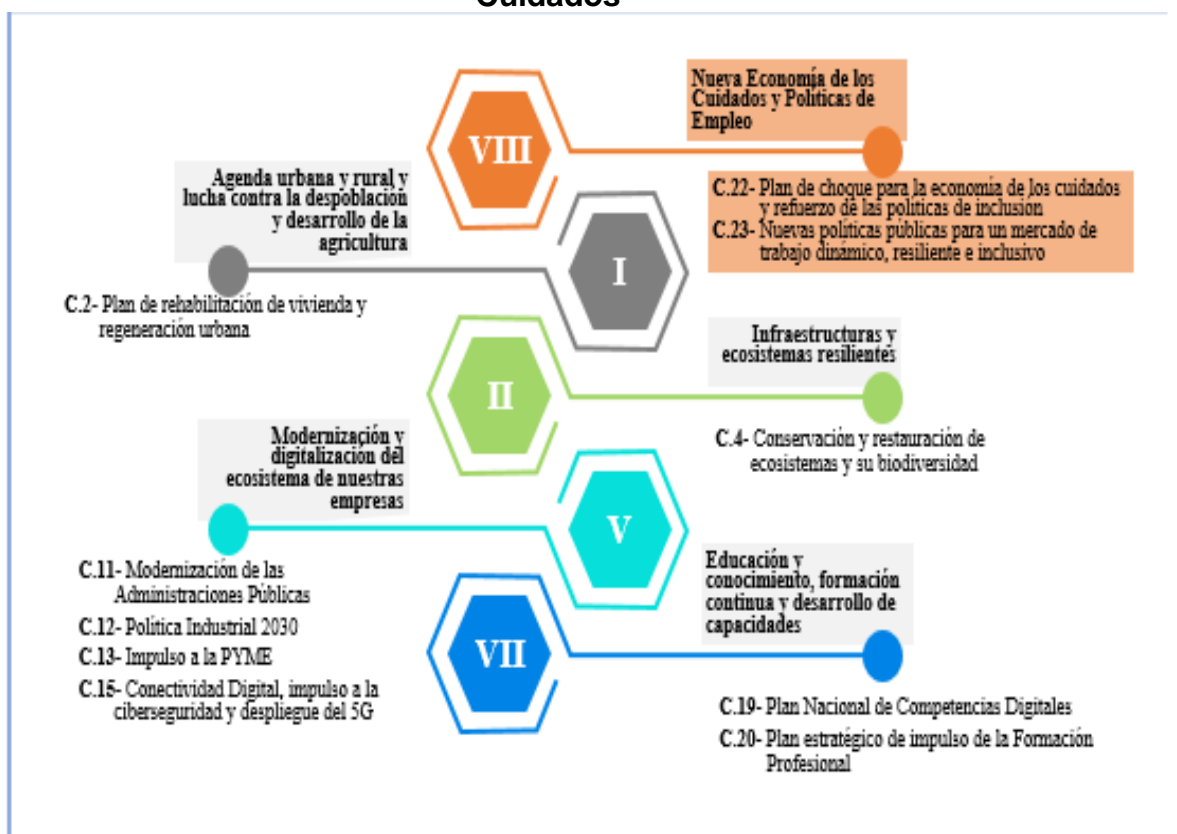 Cuidados
VIII
Nueva Economía de los
Cuidados y Políticas de
Empleo
C.22- Plan de choque para la economía de los cuidados
y refuerzo de las políticas de inclusion
C.23- Nuevas políticas públicas para un mercado de
trabajo dinámico, resiliente e inclusivo
Agenda urbana y rural y
lucha contra la despoblación
y desarrollo de la
agricultura
I
C.2- Plan de rehabilitación de vivienda y
regeneración urbana
II
Infraestructuras y
ecosistemas resilientes
C.4- Conservación y restauración de
ecosistemas y su biodiversidad
Modernización y
digitalización del
ecosistema de nuestras
empresas
V
C.11- Modernización de las
Administraciones Públicas
C.12- Política Industrial 2030
C.13- Impulso a la PYME
C.15- Conectividad Digital, impulso a la
ciberseguridad y despliegue del 5G
VII
Educación y
conocimiento, formación
continua y desarrollo de
capacidades
C.19- Plan Nacional de Competencias Digitales
C.20- Plan estratégico de impulso de la Formación
Profesional